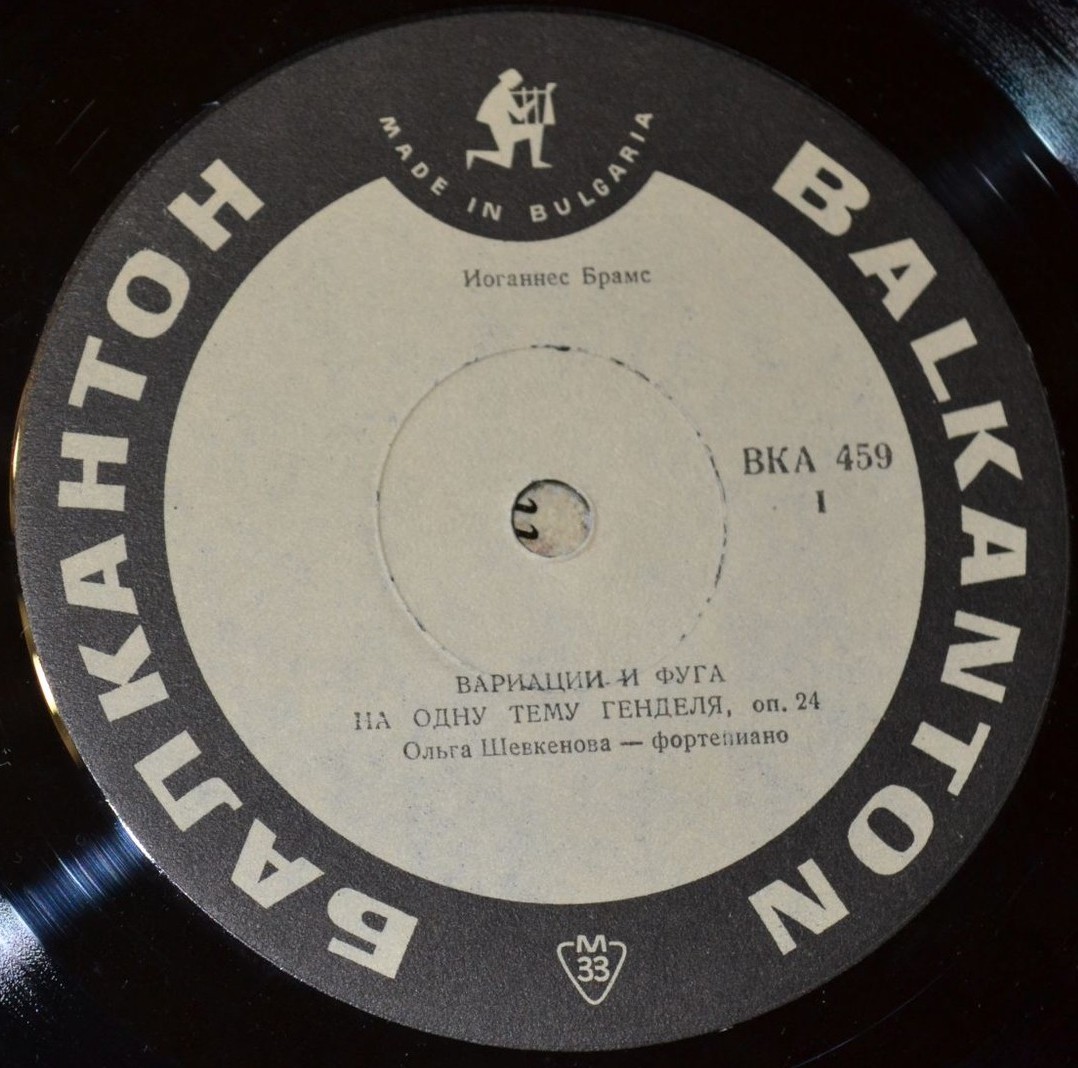 MADE IN BULGARIA
БАЛКАНТОН
BALKANTON
Иоганнес Брамс
ВКА 459
I
ВАРИАЦИИ И ФУГА
НА ОДНУ ТЕМУ ГЕНДЕЛЯ, оп. 24
Ольга Шевкенова — фортепиано
М
33